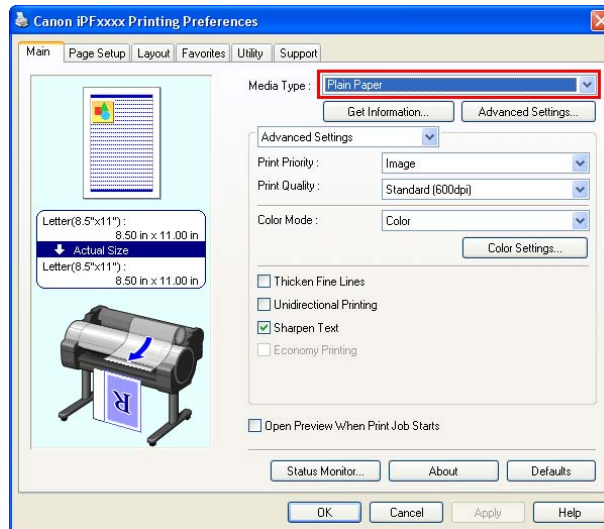 Canon iPFxxxx Printing Preferences
Main Page Setup Layout Favorites Utility Support
Media Type : Plain Paper
Get Information... Advanced Settings...
Advanced Settings
Print Priority : Image
Print Quality : Standard (600dpi)
Letter(8.5"x11") :
8.50 in x 11.00 in
Actual Size
Letter(8.5"x11") :
8.50 in x 11.00 in
Color Mode : Color
Color Settings...
Thicken Fine Lines
Unidirectional Printing
Sharpen Text
Economy Printing
R
Open Preview When Print Job Starts
Status Monitor... About Defaults
OK Cancel Apply Help